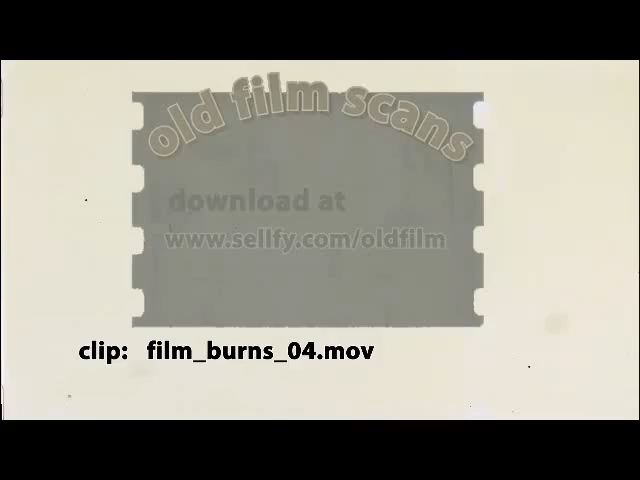 old film scans
download at
www.sellfy.com/oldfilm
clip: film_burns_04.mov